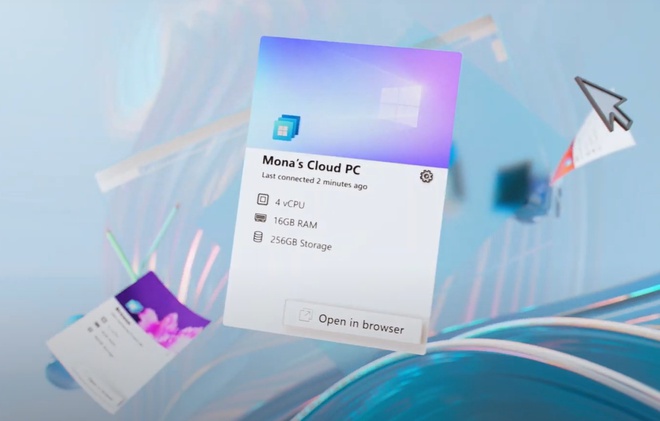 Mona's Cloud PC
Last connected 2 minutes ago
4 vCPU
16GB RAM
256GB Storage
Open in browser